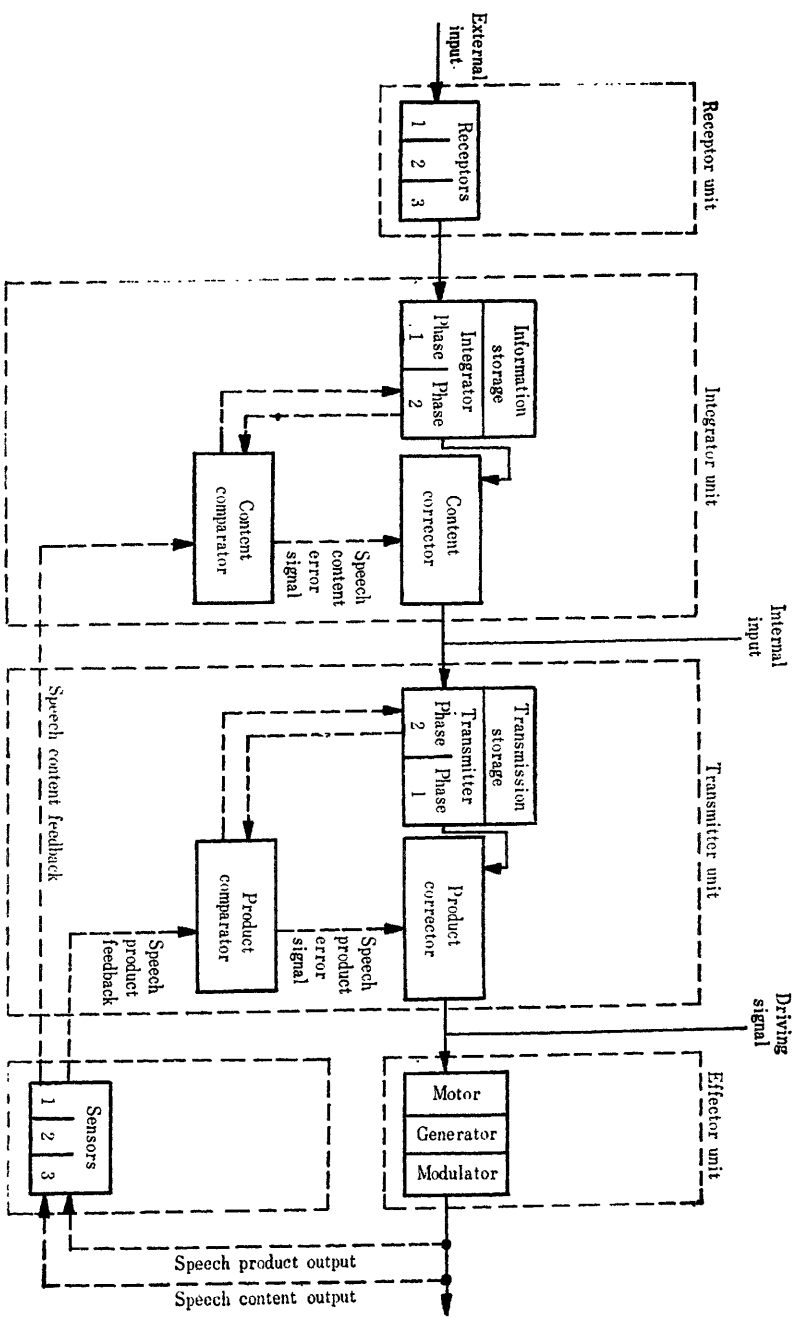 External
input.
Receptor unit
Receptors
1
2
3
Integrator unit
Information
storage
Integrator
Phase
1
Phase
2
Content
corrector
Content
comparator
Speech
content
error
signal
Internal
input
Transmitter unit
Transmission
storage
Transmitter
Phase
2
Phase
1
Product
corrector
Product
comparator
Speech
product
error
signal
Speech
product
feedback
Speech content feedback
Driving
signal
Effector unit
Motor
Generator
Modulator
Sensors
1
2
3
Speech product output
Speech content output